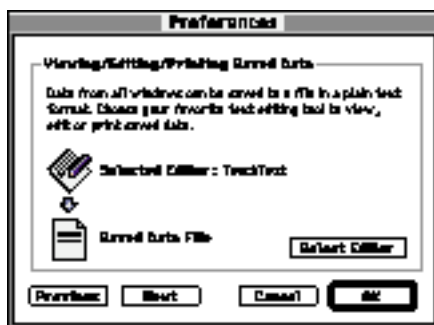 Preferences
Viewing/Editing/Printing Saved Data
Data from all windows can be saved to a file in a plain text
format. Choose your favorite text editing tool to view,
edit or print saved data.
Selected Editor: TeachText
Saved Data File
Select Editor
Previous Next Cancel OK